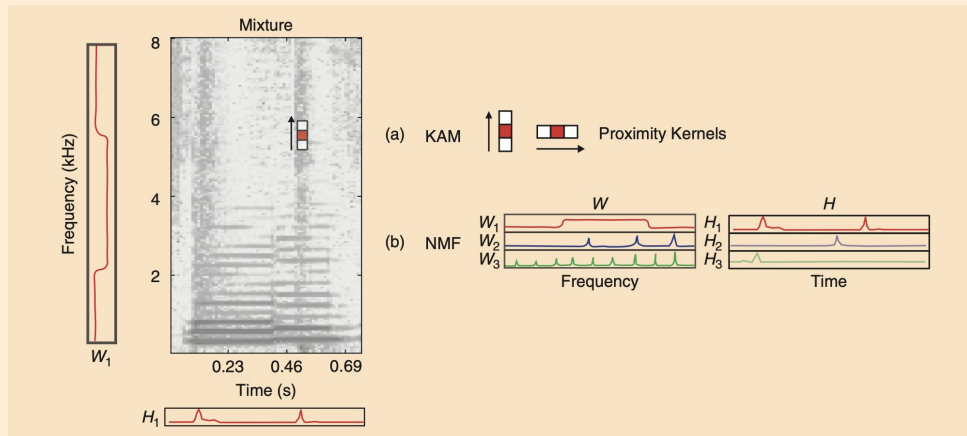 Mixture
8
6
4
2
Frequency (kHz)
W1
0.23 0.46 0.69
Time (s)
H1
(a) KAM Proximity Kernels
(b) NMF
W
W1
W2
W3
Frequency
H
H1
H2
H3
Time